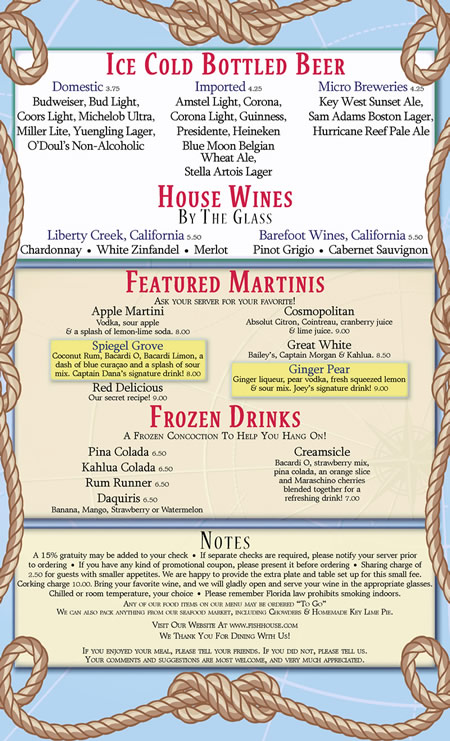 Ice Cold Bottled Beer
Domestic 3.75
Budweiser, Bud Light,
Coors Light, Michelob Ultra,
Miller Lite, Yuengling Lager,
O'Doul's Non-Alcoholic
Imported 4.25
Amstel Light, Corona,
Corona Light, Guinness,
Presidente, Heineken
Blue Moon Belgian
Wheat Ale,
Stella Artois Lager
Micro Breweries 4.25
Key West Sunset Ale,
Sam Adams Boston Lager,
Hurricane Reef Pale Ale
House Wines
By The Glass
Liberty Creek, California 5.50
Chardonnay • White Zinfandel • Merlot
Barefoot Wines, California 5.50
Pinot Grigio • Cabernet Sauvignon
Featured Martinis
Ask your server for your favorite!
Apple Martini
Vodka, sour apple
& a splash of lemon-lime soda. 8.00
Spiegel Grove
Coconut Rum, Bacardi O, Bacardi Limon, a
dash of blue curaçao and a splash of sour
mix. Captain Dana's signature drink! 8.00
Red Delicious
Our secret recipe! 9.00
Cosmopolitan
Absolut Citron, Cointreau, cranberry juice
& lime juice. 9.00
Great White
Bailey's, Captain Morgan & Kahlua. 8.50
Ginger Pear
Ginger liqueur, pear vodka, fresh squeezed lemon
& sour mix. Joey's signature drink! 9.00
Frozen Drinks
A Frozen Concoction To Help You Hang On!
Pina Colada 6.50
Kahlua Colada 6.50
Rum Runner 6.50
Daquiris 6.50
Banana, Mango, Strawberry or Watermelon
Creamsicle
Bacardi O, strawberry mix,
pina colada, an orange slice
and Maraschino cherries
blended together for a
refreshing drink! 7.00
Notes
A 15% gratuity may be added to your check • If separate checks are required, please notify your server prior
to ordering • If you have any kind of promotional coupon, please present it before ordering • Sharing charge of
2.50 for guests with smaller appetites. We are happy to provide the extra plate and table set up for this small fee.
Corking charge 10.00. Bring your favorite wine, and we will gladly open and serve your wine in the appropriate glasses.
Chilled or room temperature, your choice • Please remember Florida law prohibits smoking indoors.
Any of our food items on our menu may be ordered "To Go"
We can also pack anything from our seafood market, including Chowders & Homemade Key Lime Pie.
Visit Our Website At www.fishhouse.com
We Thank You For Dining With Us!
If you enjoyed your meal, please tell your friends. If you did not, please tell us.
Your comments and suggestions are most welcome, and very much appreciated.